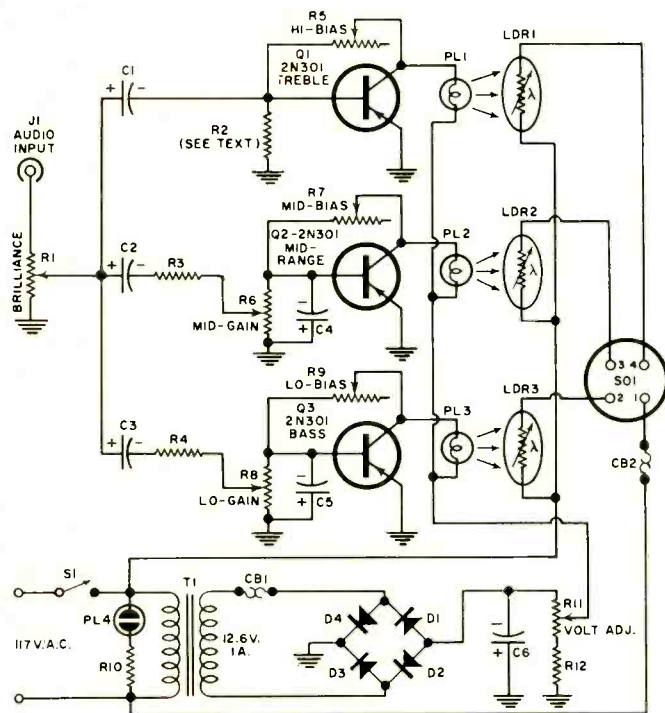 R5
HI-BIAS
Q1
2N301
TREBLE
PL1
LDR1
C1
+ -
λ
J1
AUDIO
INPUT
R2
(SEE TEXT)
R7
MID-BIAS
Q2-2N301
MID-
RANGE
PL2
LDR2
C2
+ -
R3
λ
BRILLIANCE
R1
R6
MID-GAIN
-
+ C4
R9
LO-BIAS
Q3
2N301
BASS
PL3
LDR3
3 4
SO1
2 1
C3
+ -
R4
λ
CB2
R8
LO-GAIN
-
+ C5
S1
T1
CB1
PL4
117V.A.C.
R10
12.6V.
1A.
D4
D1
D3
D2
-
+ C6
R11
VOLT ADJ.
R12